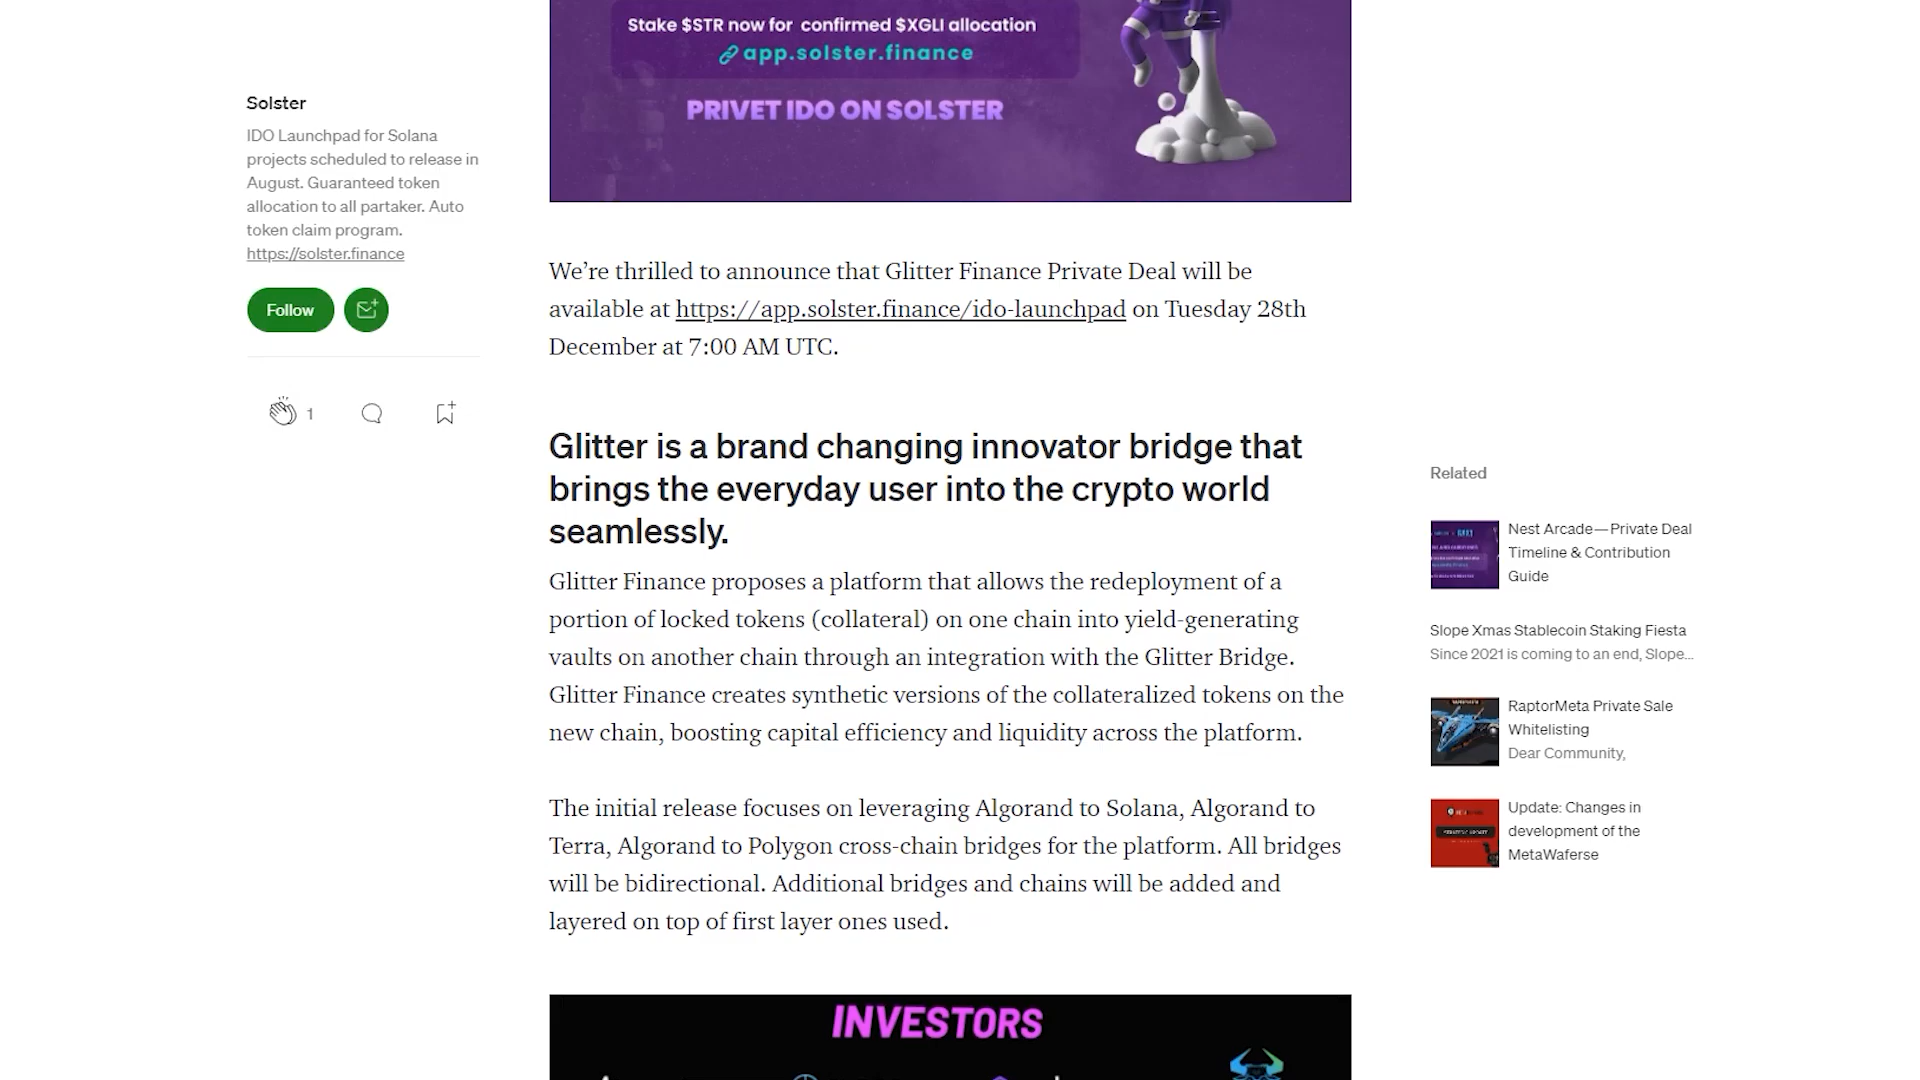 Stake $STR now for confirmed $XGLI allocation
app.solster.finance
PRIVET IDO ON SOLSTER
Solster
IDO Launchpad for Solana
projects scheduled to release in
August. Guaranteed token
allocation to all partaker. Auto
token claim program.
https://solster.finance
Follow
1
We’re thrilled to announce that Glitter Finance Private Deal will be
available at https://app.solster.finance/ido-launchpad on Tuesday 28th
December at 7:00 AM UTC.
Glitter is a brand changing innovator bridge that
brings the everyday user into the crypto world
seamlessly.
Glitter Finance proposes a platform that allows the redeployment of a
portion of locked tokens (collateral) on one chain into yield-generating
vaults on another chain through an integration with the Glitter Bridge.
Glitter Finance creates synthetic versions of the collateralized tokens on the
new chain, boosting capital efficiency and liquidity across the platform.
The initial release focuses on leveraging Algorand to Solana, Algorand to
Terra, Algorand to Polygon cross-chain bridges for the platform. All bridges
will be bidirectional. Additional bridges and chains will be added and
layered on top of first layer ones used.
INVESTORS
Related
Nest Arcade — Private Deal
Timeline & Contribution
Guide
Slope Xmas Stablecoin Staking Fiesta
Since 2021 is coming to an end, Slope...
RaptorMeta Private Sale
Whitelisting
Dear Community,
Update: Changes in
development of the
MetaWaferse